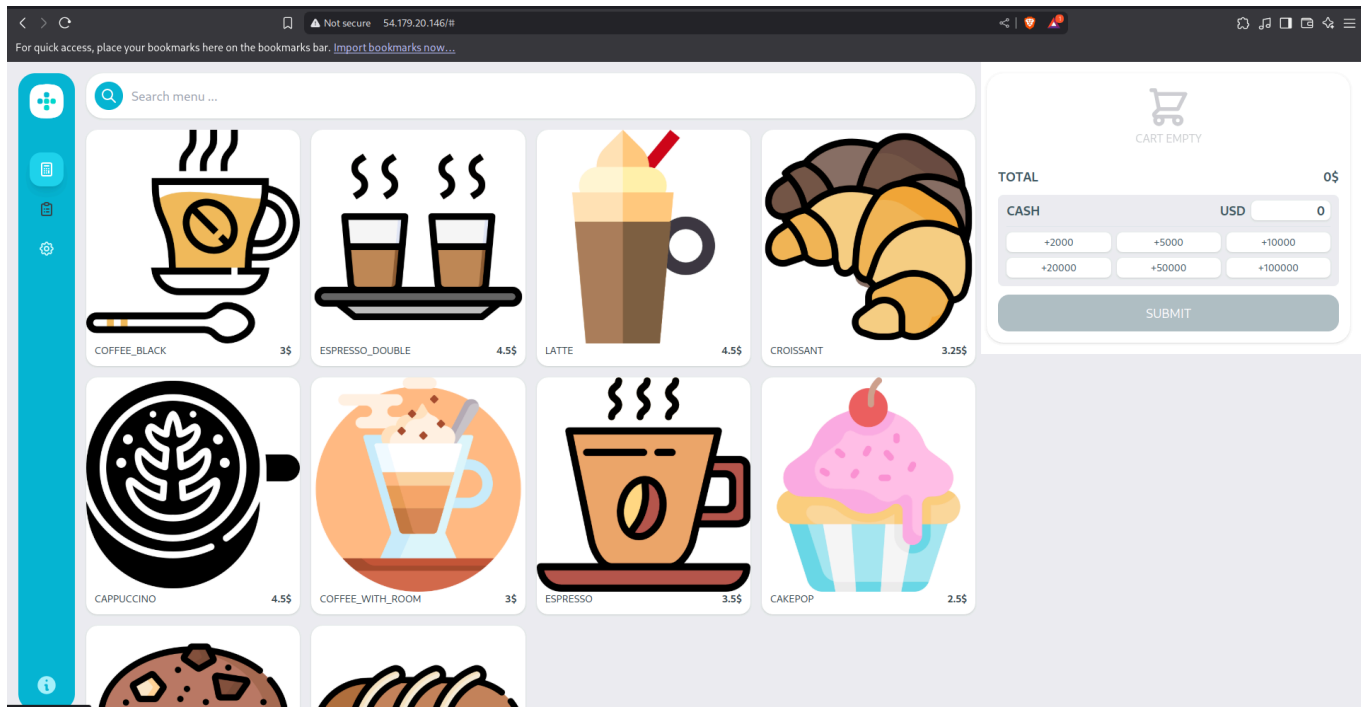 Not secure 54.179.20.146/#
For quick access, place your bookmarks here on the bookmarks bar. Import bookmarks now...
Search menu ...
CART EMPTY
TOTAL 0$
CASH USD 0
+2000 +5000 +10000
+20000 +50000 +100000
SUBMIT
COFFEE_BLACK 3$
ESPRESSO_DOUBLE 4.5$
LATTE 4.5$
CROISSANT 3.25$
CAPPUCCINO 4.5$
COFFEE_WITH_ROOM 3$
ESPRESSO 3.5$
CAKEPOP 2.5$